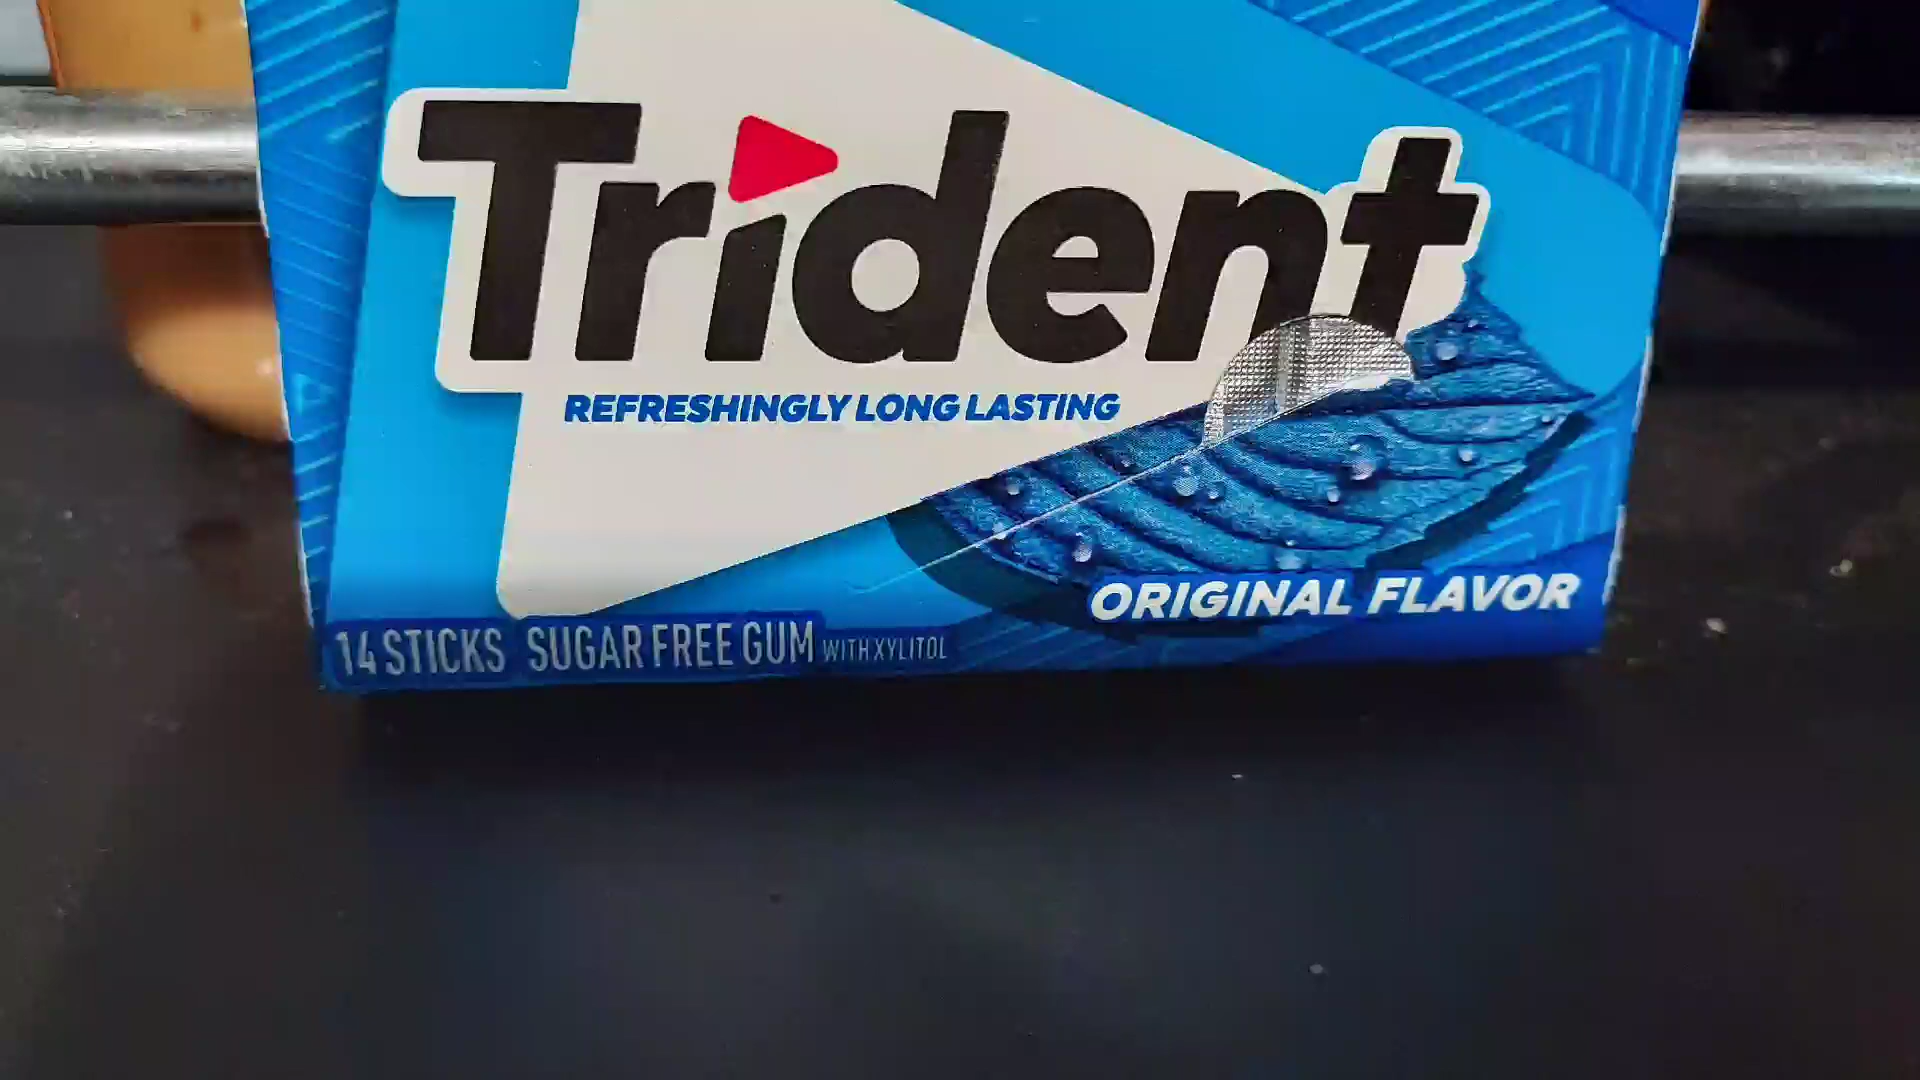 Trident
REFRESHINGLY LONG LASTING
ORIGINAL FLAVOR
14 STICKS SUGAR FREE GUM WITH XYLITOL